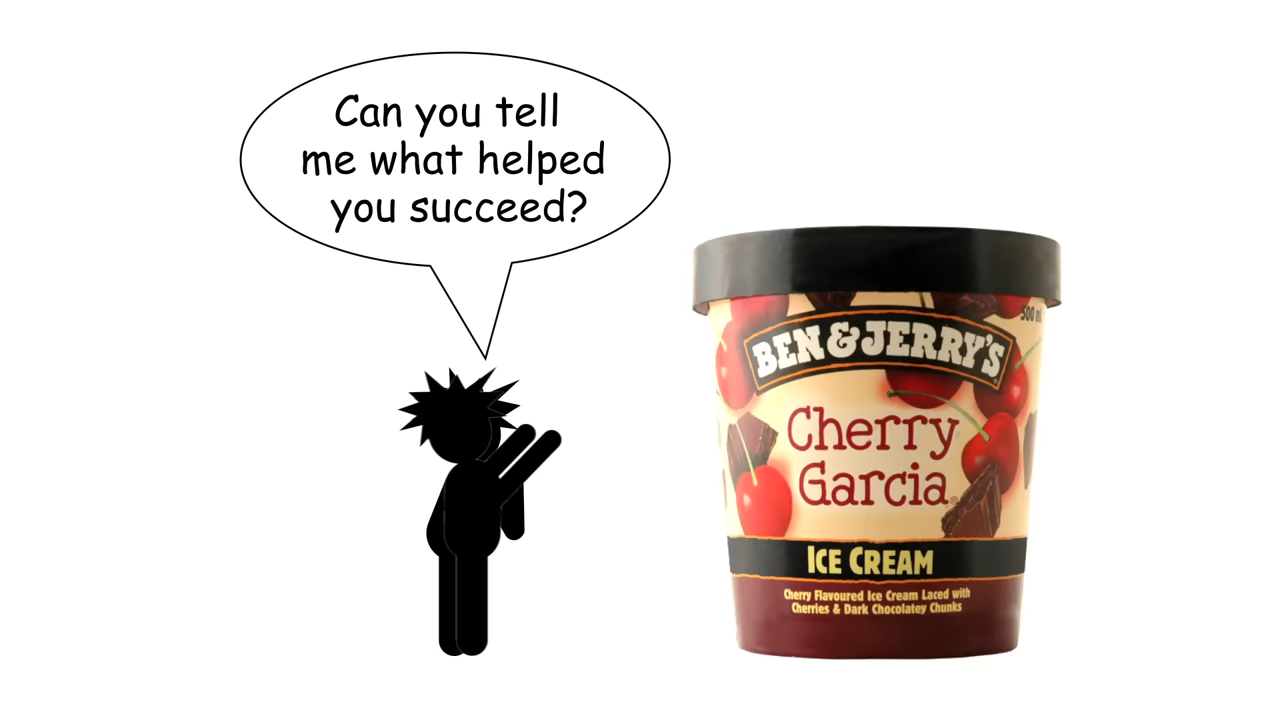 Can you tell
me what helped
you succeed?
500 ml
BEN & JERRY'S
Cherry
Garcia
ICE CREAM
Cherry Flavoured Ice Cream Laced with
Cherries & Dark Chocolatey Chunks